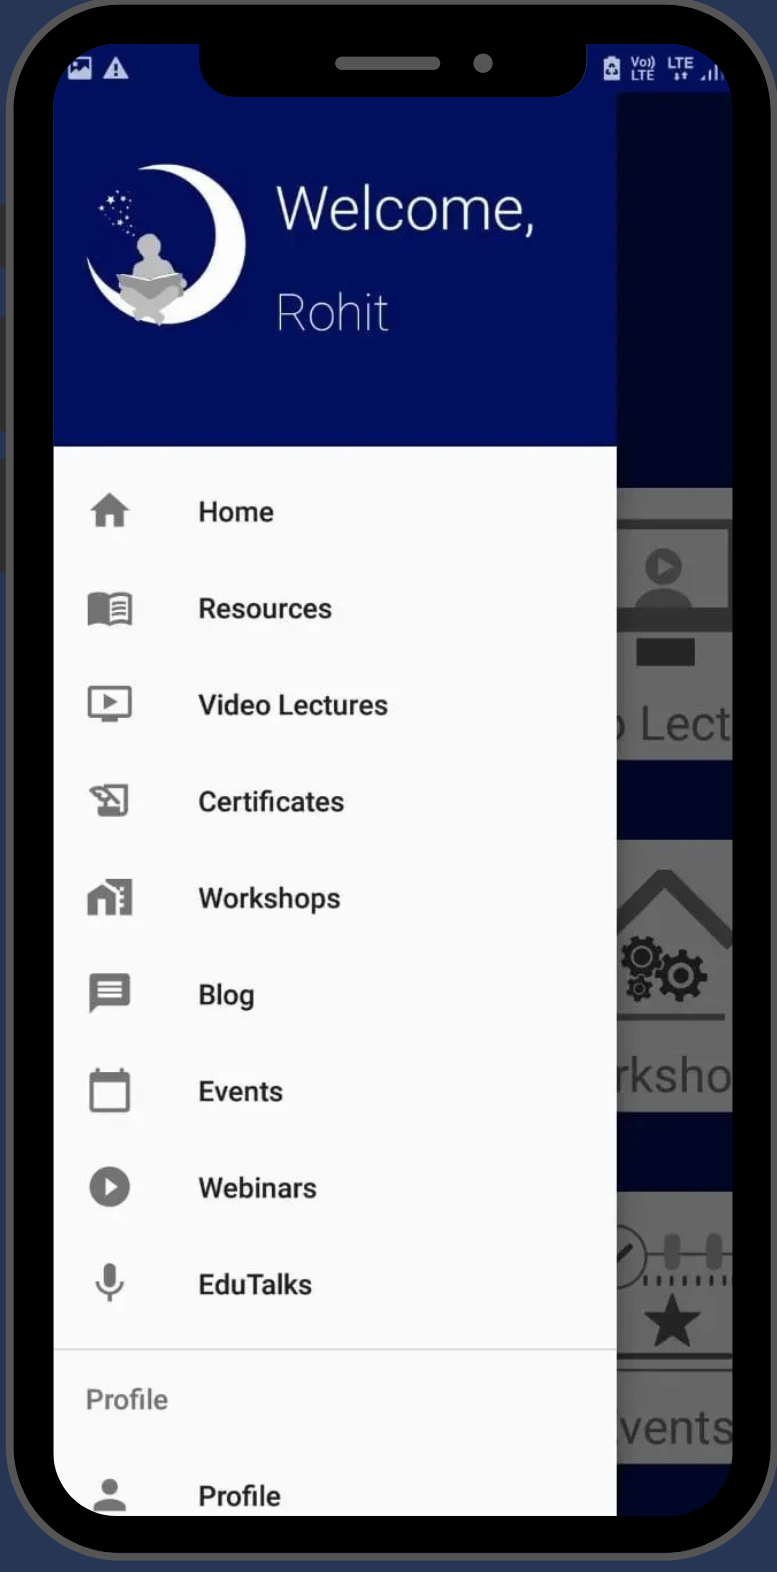 Vo))
LTE
LTE
Welcome,
Rohit
Home
Resources
Video Lectures
Certificates
Workshops
Blog
Events
Webinars
EduTalks
Profile
Profile
o Lect
rksho
vents